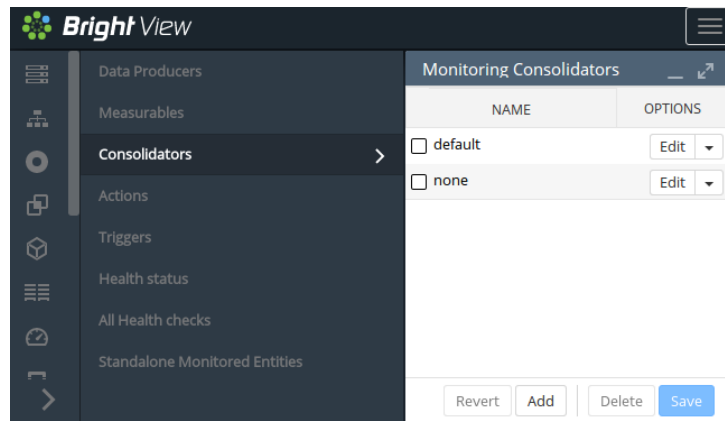 Bright View
Data Producers
Measurables
Consolidators
Actions
Triggers
Health status
All Health checks
Standalone Monitored Entities
Monitoring Consolidators
NAME OPTIONS
default Edit
none Edit
Revert Add Delete Save